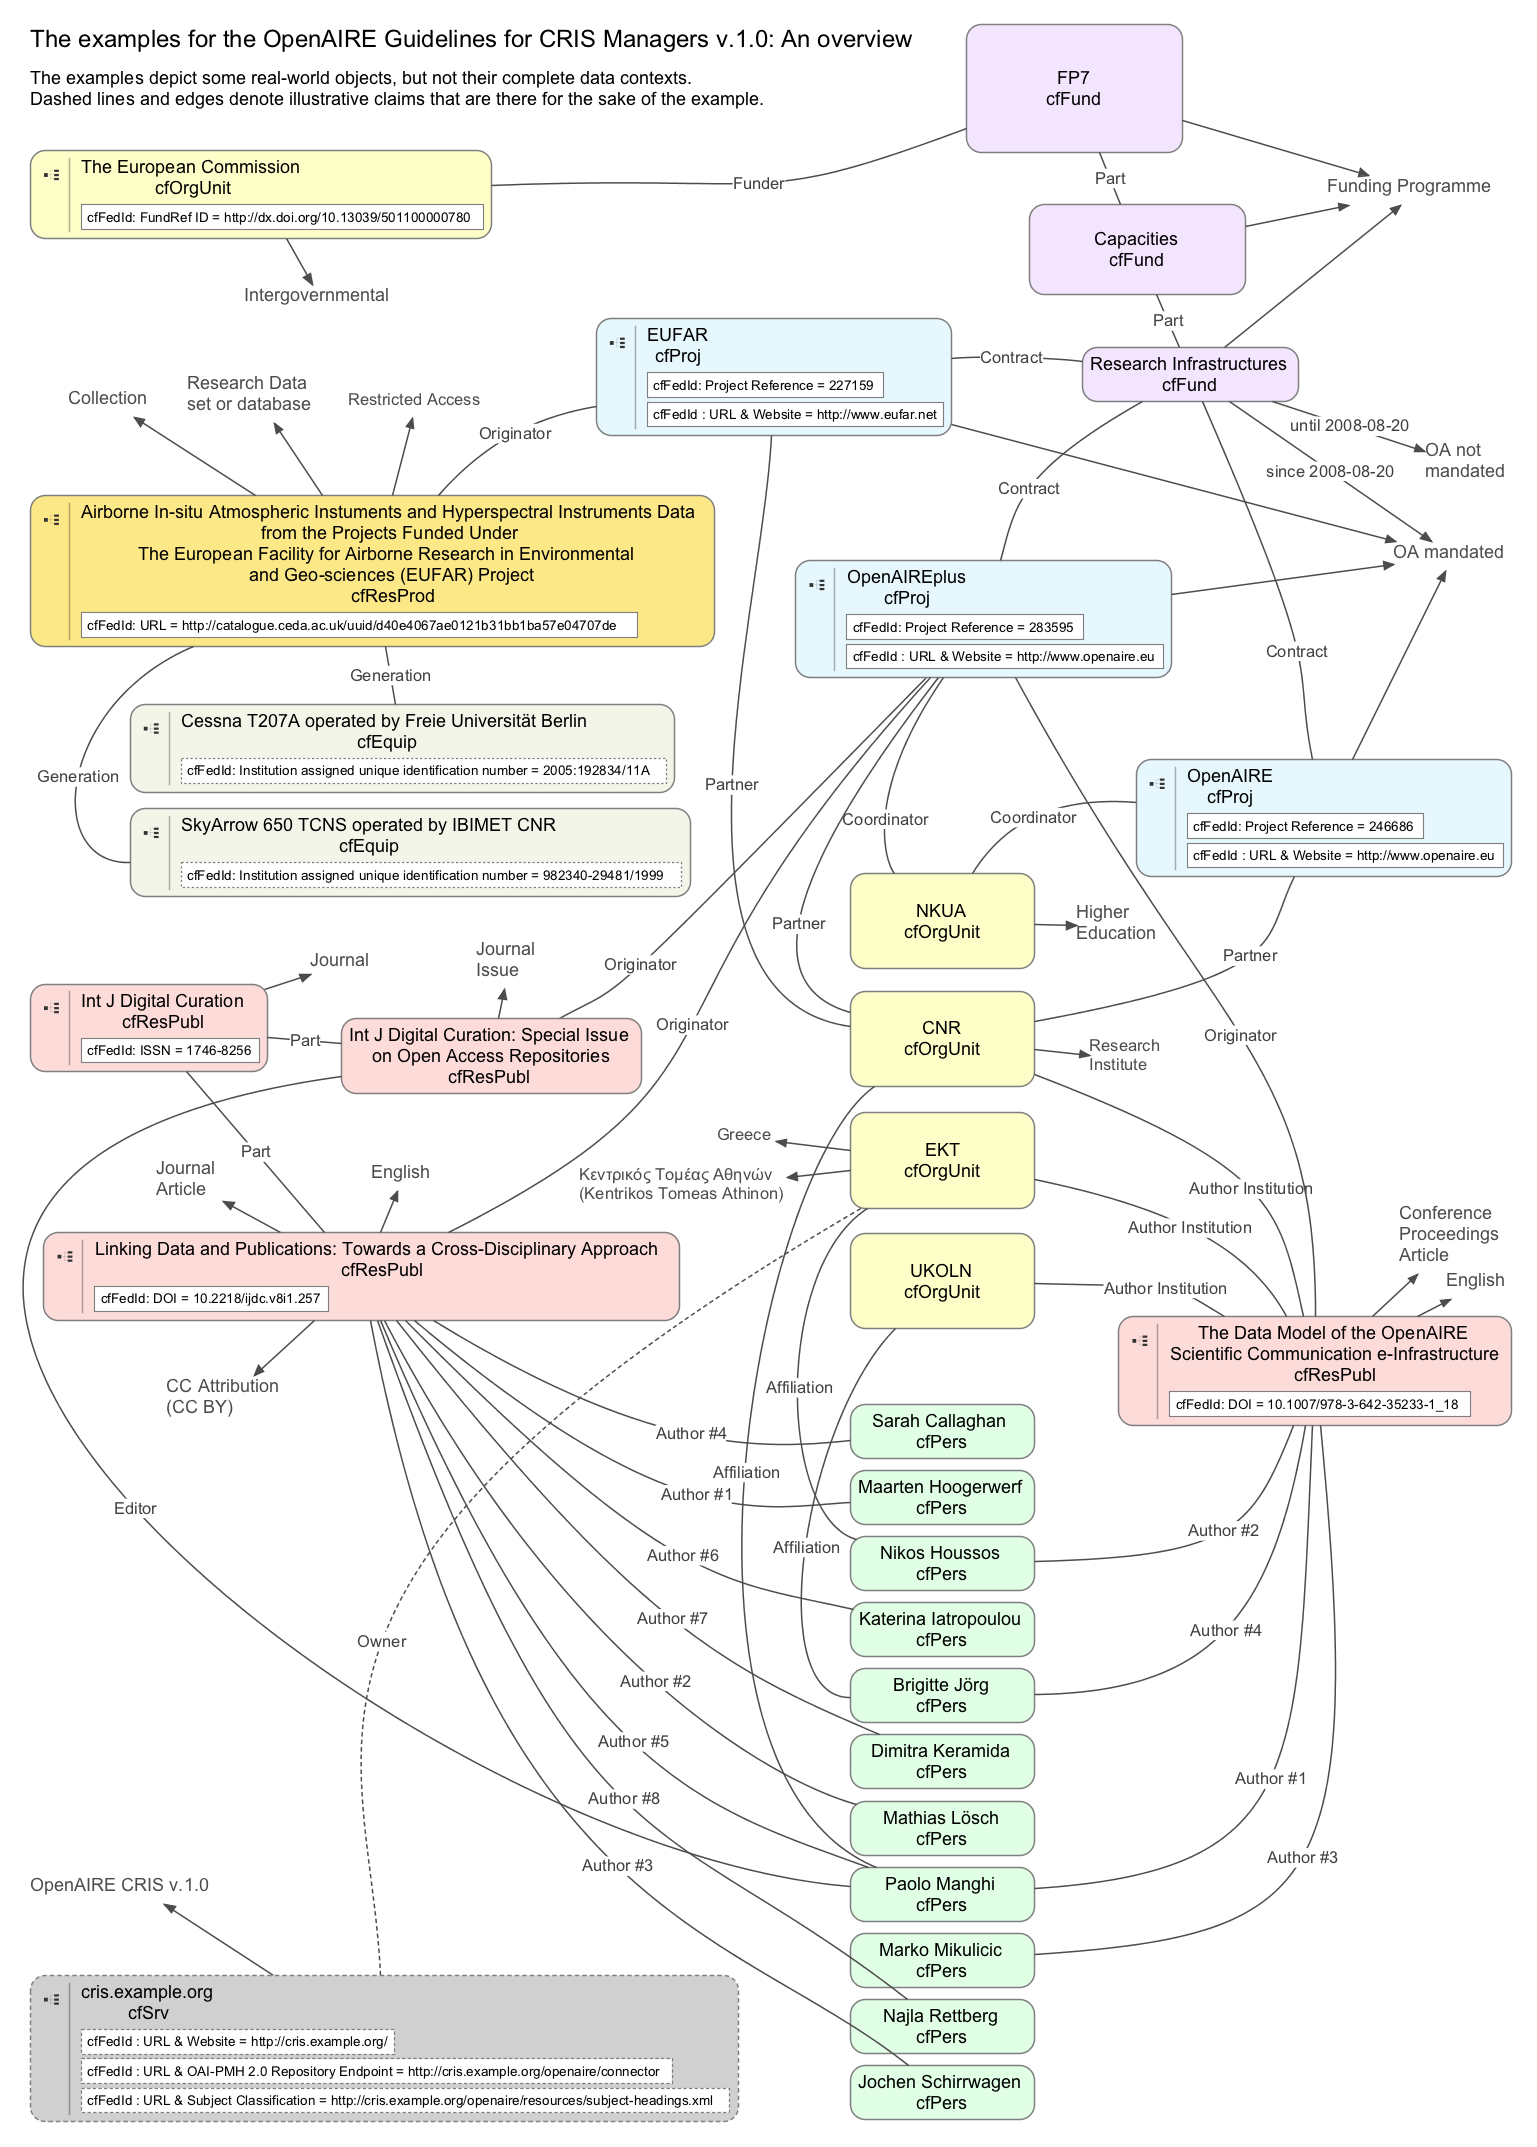 The examples for the OpenAIRE Guidelines for CRIS Managers v.1.0: An overview
The examples depict some real-world objects, but not their complete data contexts.
Dashed lines and edges denote illustrative claims that are there for the sake of the example.
FP7
cfFund
The European Commission
cfOrgUnit
cfFedId: FundRef ID = http://dx.doi.org/10.13039/501100000780
Funder
Part
Funding Programme
Capacities
cfFund
Intergovernmental
Part
EUFAR
cfProj
cfFedId: Project Reference = 227159
cfFedId : URL & Website = http://www.eufar.net
Contract
Research Infrastructures
cfFund
Collection
Research Data
set or database
Restricted Access
Originator
until 2008-08-20
OA not
mandated
since 2008-08-20
Contract
OA mandated
Airborne In-situ Atmospheric Instuments and Hyperspectral Instruments Data
from the Projects Funded Under
The European Facility for Airborne Research in Environmental
and Geo-sciences (EUFAR) Project
cfResProd
cfFedId: URL = http://catalogue.ceda.ac.uk/uuid/d40e4067ae0121b31bb1ba57e04707de
OpenAIREplus
cfProj
cfFedId: Project Reference = 283595
cfFedId : URL & Website = http://www.openaire.eu
Contract
Generation
Cessna T207A operated by Freie Universität Berlin
cfEquip
cfFedId: Institution assigned unique identification number = 2005:192834/11A
Generation
Partner
OpenAIRE
cfProj
cfFedId: Project Reference = 246686
cfFedId : URL & Website = http://www.openaire.eu
Coordinator
Coordinator
SkyArrow 650 TCNS operated by IBIMET CNR
cfEquip
cfFedId: Institution assigned unique identification number = 982340-29481/1999
NKUA
cfOrgUnit
Higher
Education
Partner
Partner
Journal
Journal
Issue
Originator
Int J Digital Curation
cfResPubl
cfFedId: ISSN = 1746-8256
Part
Int J Digital Curation: Special Issue
on Open Access Repositories
cfResPubl
Originator
CNR
cfOrgUnit
Research
Institute
Originator
Part
Greece
Κεντρικός Τομέας Αθηνών
(Kentrikos Tomeas Athinon)
EKT
cfOrgUnit
Author Institution
Author Institution
Journal
Article
English
Conference
Proceedings
Article
English
Linking Data and Publications: Towards a Cross-Disciplinary Approach
cfResPubl
cfFedId: DOI = 10.2218/ijdc.v8i1.257
UKOLN
cfOrgUnit
Author Institution
The Data Model of the OpenAIRE
Scientific Communication e-Infrastructure
cfResPubl
cfFedId: DOI = 10.1007/978-3-642-35233-1_18
CC Attribution
(CC BY)
Affiliation
Author #4
Sarah Callaghan
cfPers
Affiliation
Author #1
Maarten Hoogerwerf
cfPers
Editor
Affiliation
Nikos Houssos
cfPers
Author #2
Author #6
Katerina Iatropoulou
cfPers
Author #7
Author #4
Owner
Brigitte Jörg
cfPers
Author #2
Author #5
Dimitra Keramida
cfPers
Author #1
Author #8
Mathias Lösch
cfPers
Author #3
Author #3
Paolo Manghi
cfPers
OpenAIRE CRIS v.1.0
Marko Mikulicic
cfPers
cris.example.org
cfSrv
cfFedId : URL & Website = http://cris.example.org/
cfFedId : URL & OAI-PMH 2.0 Repository Endpoint = http://cris.example.org/openaire/connector
cfFedId : URL & Subject Classification = http://cris.example.org/openaire/resources/subject-headings.xml
Najla Rettberg
cfPers
Jochen Schirrwagen
cfPers